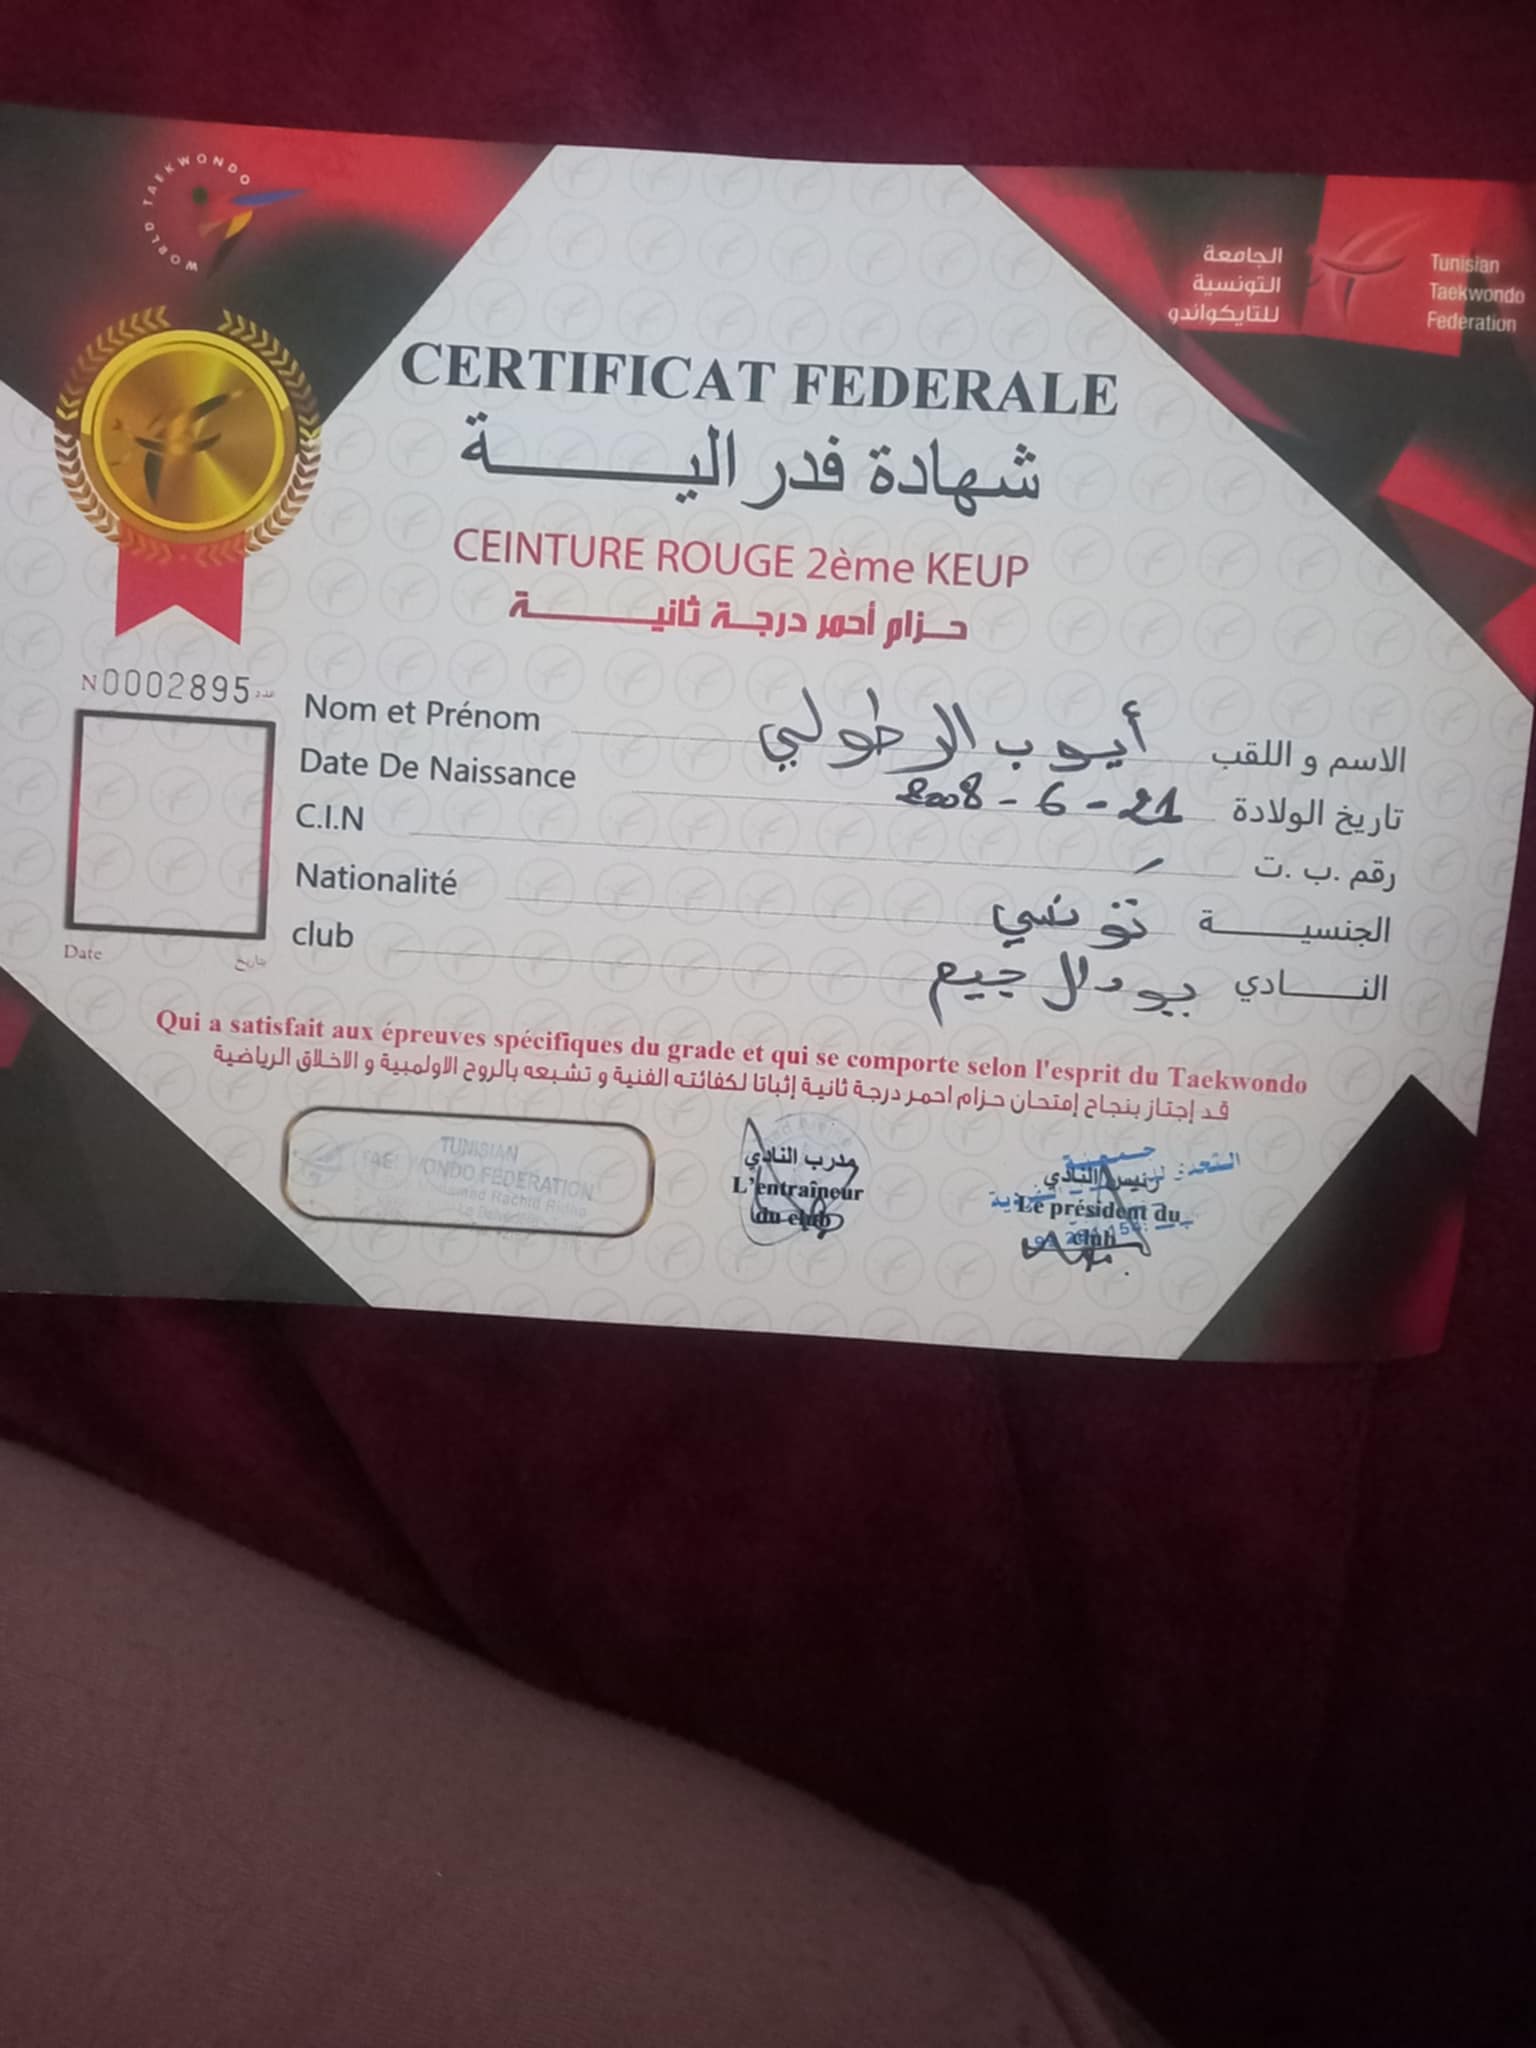 WORLD TAEKWONDO
الجامعة
التونسية
للتايكواندو
Tunisian
Taekwondo
Federation
CERTIFICAT FEDERALE
شهادة فدرالية
CEINTURE ROUGE 2ème KEUP
حزام أحمر درجة ثانية
N0002895 عدد
Nom et Prénom أيوب الاطولي الاسم و اللقب
Date De Naissance 2008 - 6 - 21 تاريخ الولادة
C.I.N رقم .ب .ت
Nationalité تونسي الجنسية
club النادي
Date تاريخ
Qui a satisfait aux épreuves spécifiques du grade et qui se comporte selon l'esprit du Taekwondo
قد إجتاز بنجاح إمتحان حزام احمر درجة ثانية إثباتا لكفائته الفنية و تشبعه بالروح الاولمبية و الاخلاق الرياضية
TUNISIAN
TAEKWONDO FEDERATION
مدرب النادي
L'entraîneur
du club
رئيس النادي
Le président du
club